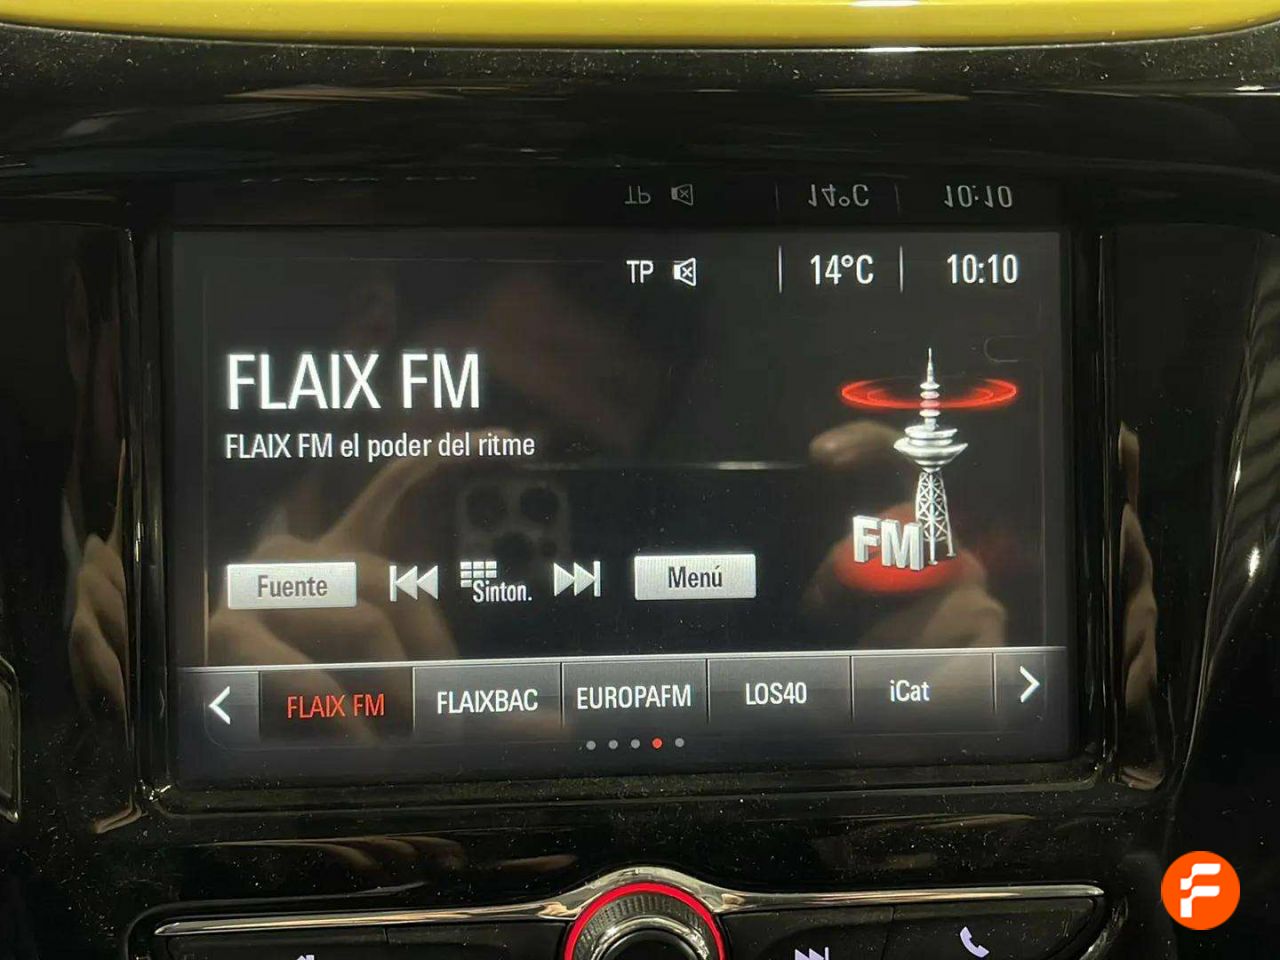 TP 14°C 10:10
FLAIX FM
FLAIX FM el poder del ritme
FM
Fuente Sinton. Menú
FLAIX FM FLAIXBAC EUROPAFM LOS40 iCat